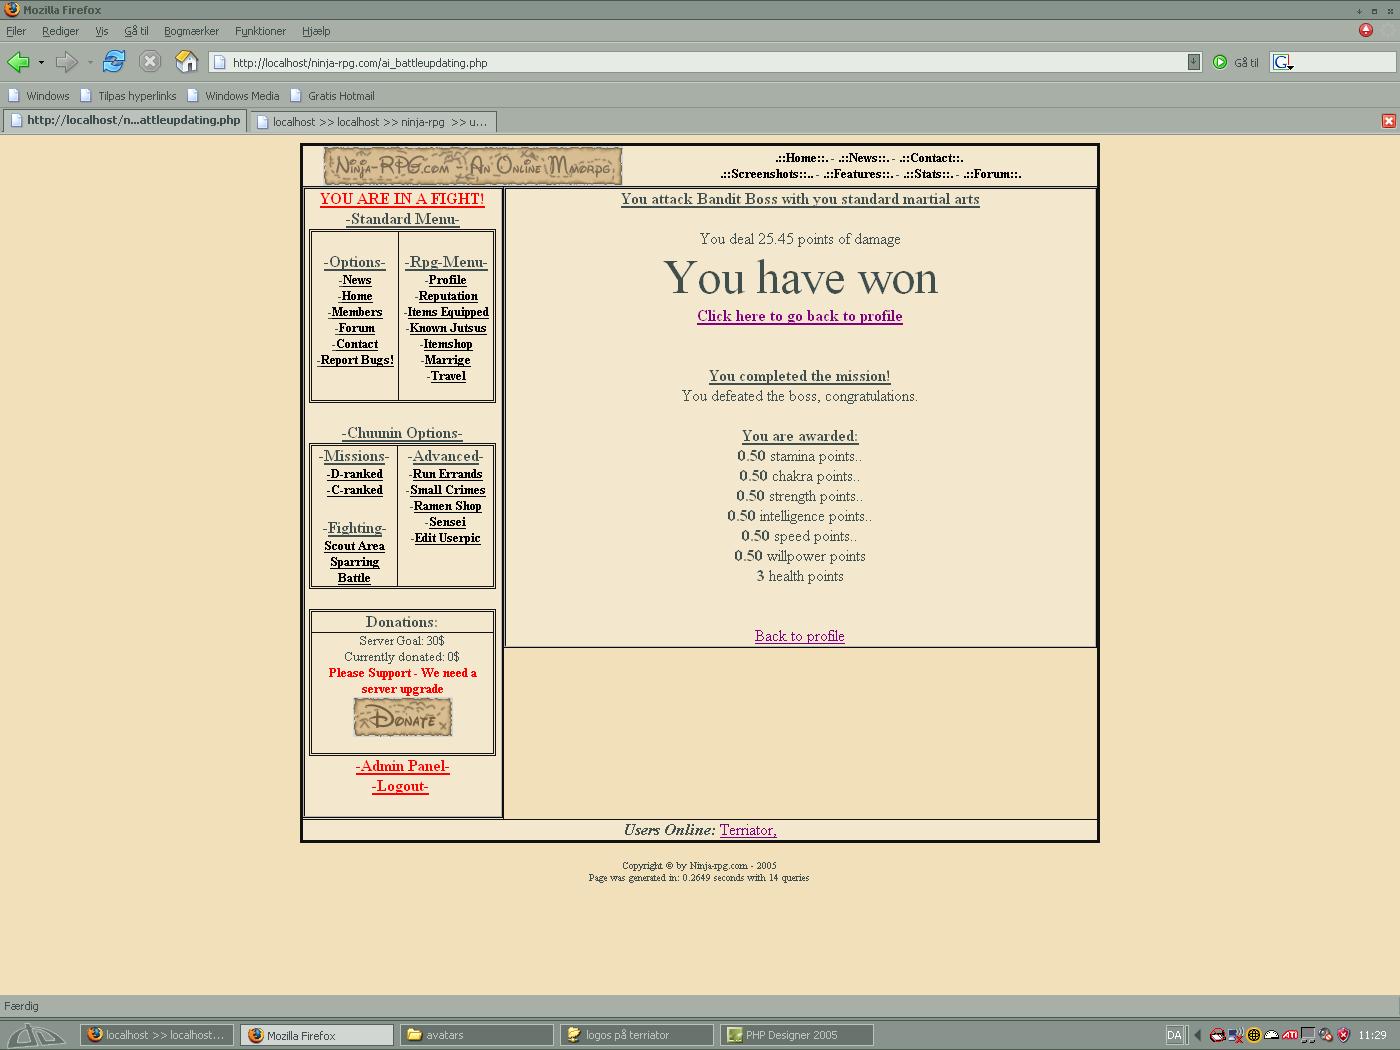 Mozilla Firefox
Filer Rediger Vis Gå til Bogmærker Funktioner Hjælp
http://localhost/ninja-rpg.com/ai_battleupdating.php Gå til G
Windows Tilpas hyperlinks Windows Media Gratis Hotmail
http://localhost/n...attleupdating.php localhost >> localhost >> ninja-rpg >> u...
Ninja-RPG.com - An Online Mmorpg
.::Home::. - .::News::. - .::Contact::.
.::Screenshots::.. - .::Features::. - .::Stats::. - .::Forum::.
YOU ARE IN A FIGHT!
-Standard Menu-
-Options-
-News
-Home
-Members
-Forum
-Contact
-Report Bugs!
-Rpg-Menu-
-Profile
-Reputation
-Items Equipped
-Known Jutsus
-Itemshop
-Marrige
-Travel
-Chuunin Options-
-Missions-
-D-ranked
-C-ranked
-Fighting-
Scout Area
Sparring
Battle
-Advanced-
-Run Errands
-Small Crimes
-Ramen Shop
-Sensei
-Edit Userpic
Donations:
Server Goal: 30$
Currently donated: 0$
Please Support - We need a
server upgrade
Donate
-Admin Panel-
-Logout-
You attack Bandit Boss with you standard martial arts
You deal 25.45 points of damage
You have won
Click here to go back to profile
You completed the mission!
You defeated the boss, congratulations.
You are awarded:
0.50 stamina points..
0.50 chakra points..
0.50 strength points..
0.50 intelligence points..
0.50 speed points..
0.50 willpower points
3 health points
Back to profile
Users Online: Terriator,
Copyright © by Ninja-rpg.com - 2005
Page was generated in: 0.2649 seconds with 14 queries
Færdig
localhost >> localhost... Mozilla Firefox avatars logos på terriator PHP Designer 2005 DA ATI 11:29